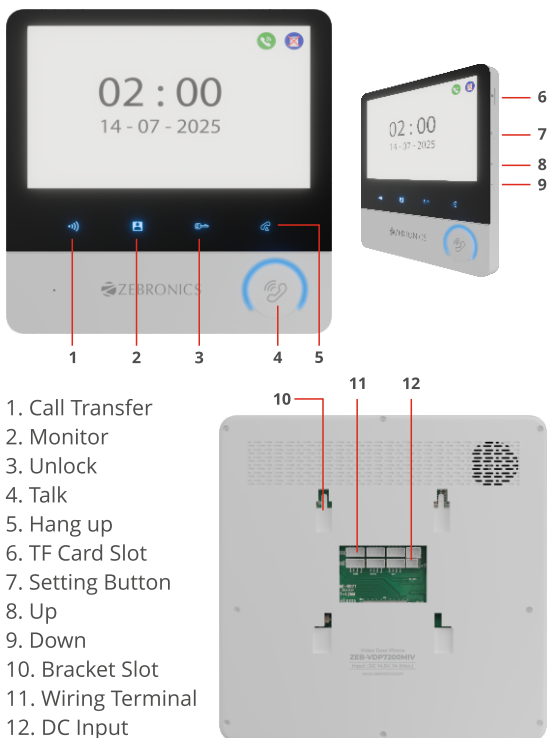 02 : 00
14 - 07 - 2025
ZEBRONICS
1
2
3
4
5
02 : 00
14 - 07 - 2025
ZEBRONICS
6
7
8
9
1. Call Transfer
2. Monitor
3. Unlock
4. Talk
5. Hang up
6. TF Card Slot
7. Setting Button
8. Up
9. Down
10. Bracket Slot
11. Wiring Terminal
12. DC Input
10
11
12
Video Door Phone
ZEB-VDP7200MIV